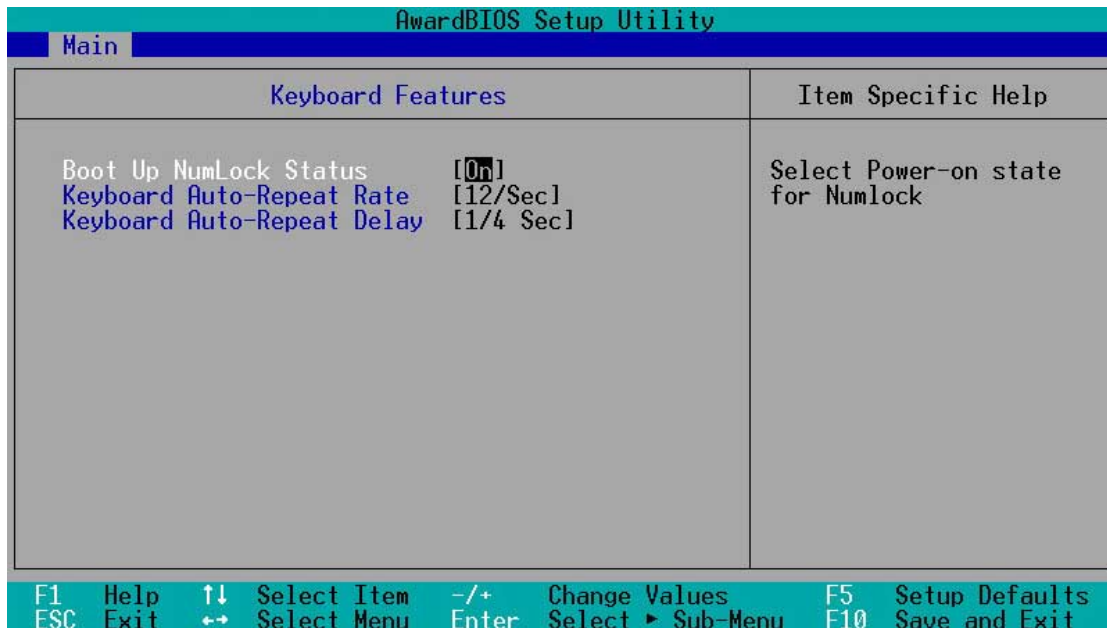 AwardBIOS Setup Utility
Main
Keyboard Features
Item Specific Help
Boot Up NumLock Status [On]
Keyboard Auto-Repeat Rate [12/Sec]
Keyboard Auto-Repeat Delay [1/4 Sec]
Select Power-on state
for Numlock
F1 Help ↑↓ Select Item -/+ Change Values F5 Setup Defaults
ESC Exit ←→ Select Menu Enter Select ► Sub-Menu F10 Save and Exit